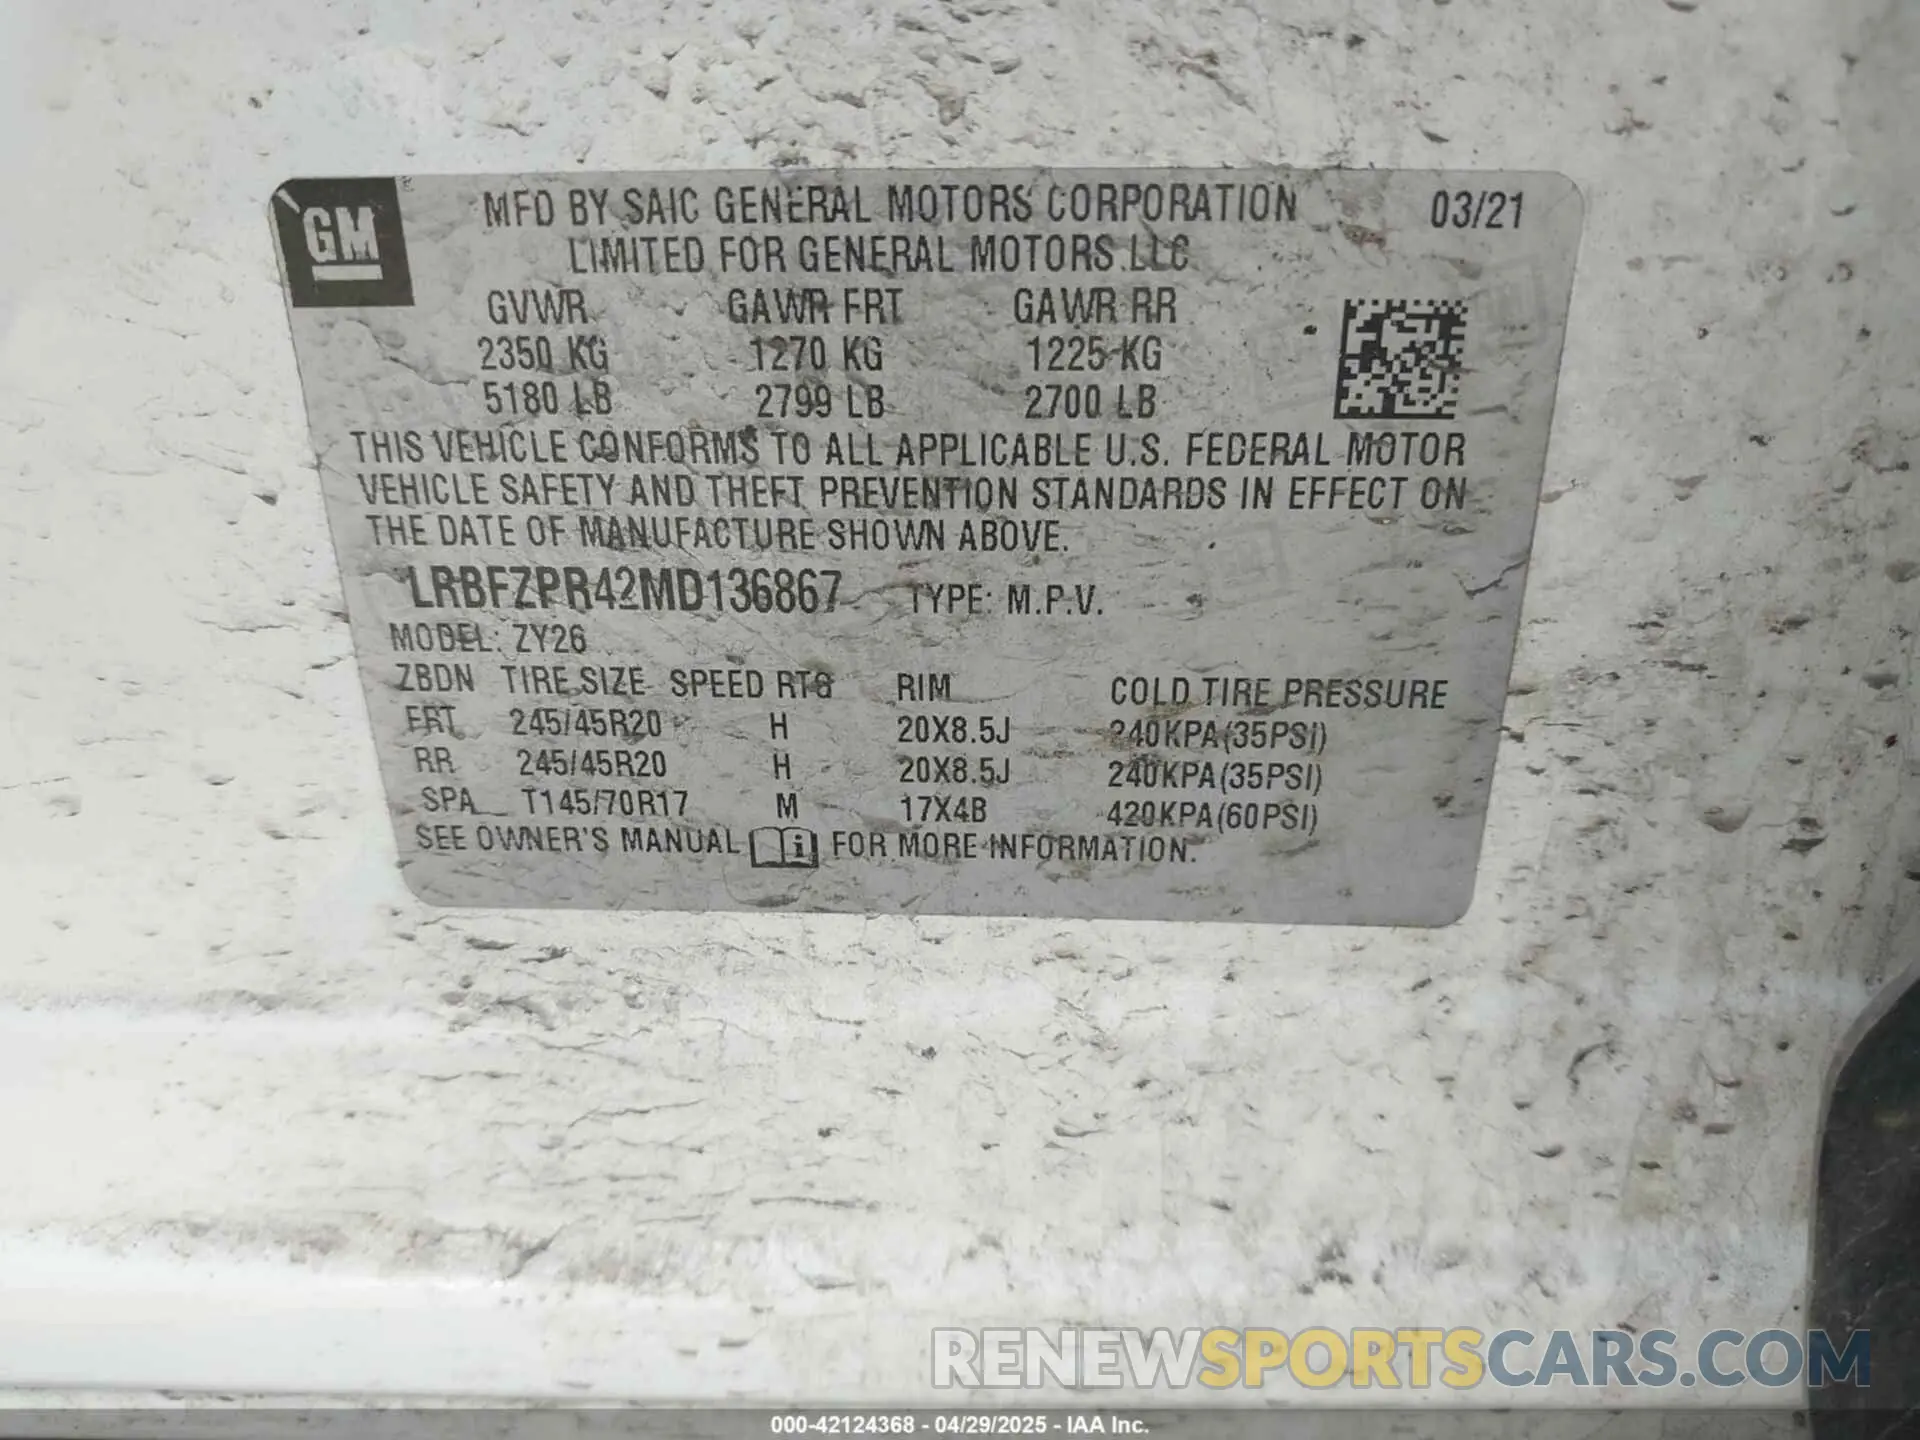 GM
MFD BY SAIC GENERAL MOTORS CORPORATION 03/21
LIMITED FOR GENERAL MOTORS LLC
GVWR GAWR FRT GAWR RR
2350 KG 1270 KG 1225 KG
5180 LB 2799 LB 2700 LB
THIS VEHICLE CONFORMS TO ALL APPLICABLE U.S. FEDERAL MOTOR
VEHICLE SAFETY AND THEFT PREVENTION STANDARDS IN EFFECT ON
THE DATE OF MANUFACTURE SHOWN ABOVE.
LRBFZPR42MD136867 TYPE: M.P.V.
MODEL: ZY26
ZBDN TIRE SIZE SPEED RTG RIM COLD TIRE PRESSURE
FRT 245/45R20 H 20X8.5J 240KPA(35PSI)
RR 245/45R20 H 20X8.5J 240KPA(35PSI)
SPA T145/70R17 M 17X4B 420KPA(60PSI)
SEE OWNER'S MANUAL i FOR MORE INFORMATION.
RENEWSPORTSCARS.COM
000-42124368 - 04/29/2025 - IAA Inc.